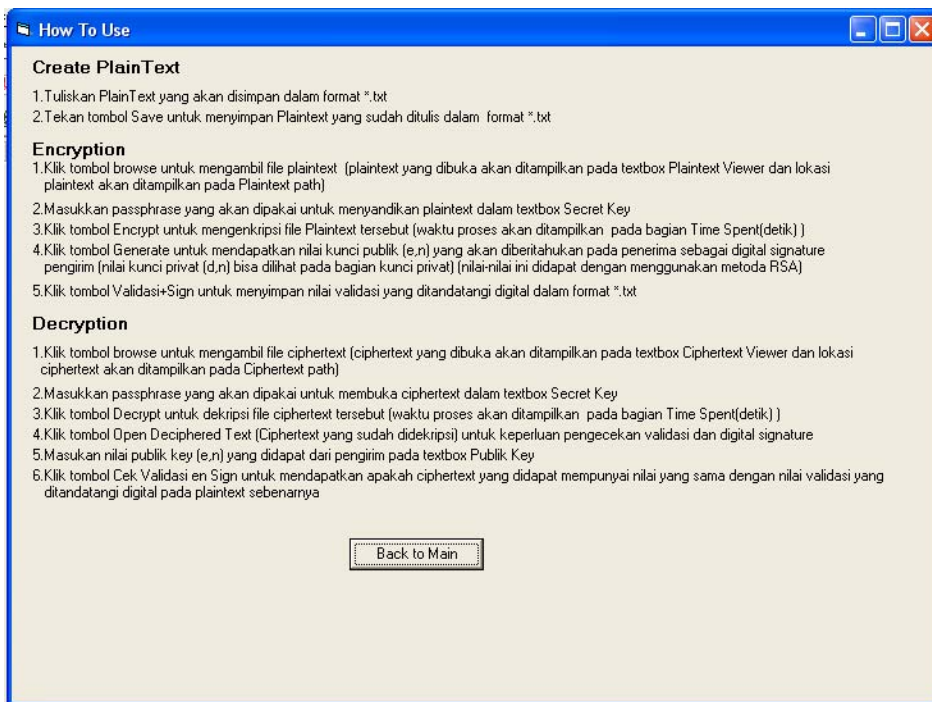 How To Use
Create PlainText
1.Tuliskan PlainText yang akan disimpan dalam format *.txt
2.Tekan tombol Save untuk menyimpan Plaintext yang sudah ditulis dalam format *.txt
Encryption
1.Klik tombol browse untuk mengambil file plaintext (plaintext yang dibuka akan ditampilkan pada textbox Plaintext Viewer dan lokasi
plaintext akan ditampilkan pada Plaintext path)
2.Masukkan passphrase yang akan dipakai untuk menyandikan plaintext dalam textbox Secret Key
3.Klik tombol Encrypt untuk mengenkripsi file Plaintext tersebut (waktu proses akan ditampilkan pada bagian Time Spent(detik) )
4.Klik tombol Generate untuk mendapatkan nilai kunci publik (e,n) yang akan diberitahukan pada penerima sebagai digital signature
pengirim (nilai kunci privat (d,n) bisa dilihat pada bagian kunci privat) (nilai-nilai ini didapat dengan menggunakan metoda RSA)
5.Klik tombol Validasi+Sign untuk menyimpan nilai validasi yang ditandatangi digital dalam format *.txt
Decryption
1.Klik tombol browse untuk mengambil file ciphertext (ciphertext yang dibuka akan ditampilkan pada textbox Ciphertext Viewer dan lokasi
ciphertext akan ditampilkan pada Ciphertext path)
2.Masukkan passphrase yang akan dipakai untuk membuka ciphertext dalam textbox Secret Key
3.Klik tombol Decrypt untuk dekripsi file ciphertext tersebut (waktu proses akan ditampilkan pada bagian Time Spent(detik) )
4.Klik tombol Open Deciphered Text (Ciphertext yang sudah didekripsi) untuk keperluan pengecekan validasi dan digital signature
5.Masukan nilai publik key (e,n) yang didapat dari pengirim pada textbox Publik Key
6.Klik tombol Cek Validasi en Sign untuk mendapatkan apakah ciphertext yang didapat mempunyai nilai yang sama dengan nilai validasi yang
ditandatangi digital pada plaintext sebenarnya
Back to Main